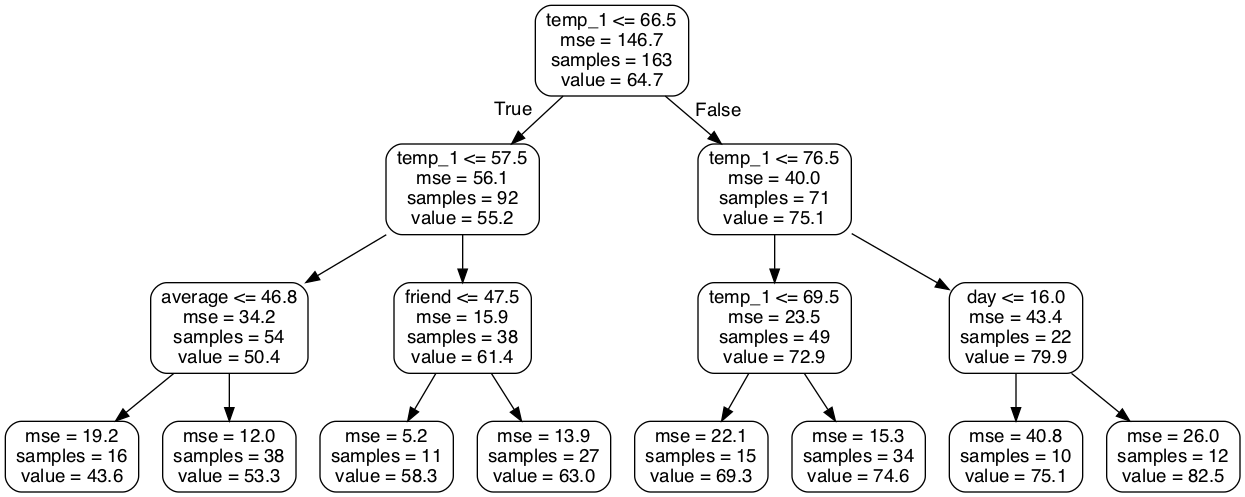 temp_1 <= 66.5
mse = 146.7
samples = 163
value = 64.7
True
False
temp_1 <= 57.5
mse = 56.1
samples = 92
value = 55.2
temp_1 <= 76.5
mse = 40.0
samples = 71
value = 75.1
average <= 46.8
mse = 34.2
samples = 54
value = 50.4
friend <= 47.5
mse = 15.9
samples = 38
value = 61.4
temp_1 <= 69.5
mse = 23.5
samples = 49
value = 72.9
day <= 16.0
mse = 43.4
samples = 22
value = 79.9
mse = 19.2
samples = 16
value = 43.6
mse = 12.0
samples = 38
value = 53.3
mse = 5.2
samples = 11
value = 58.3
mse = 13.9
samples = 27
value = 63.0
mse = 22.1
samples = 15
value = 69.3
mse = 15.3
samples = 34
value = 74.6
mse = 40.8
samples = 10
value = 75.1
mse = 26.0
samples = 12
value = 82.5